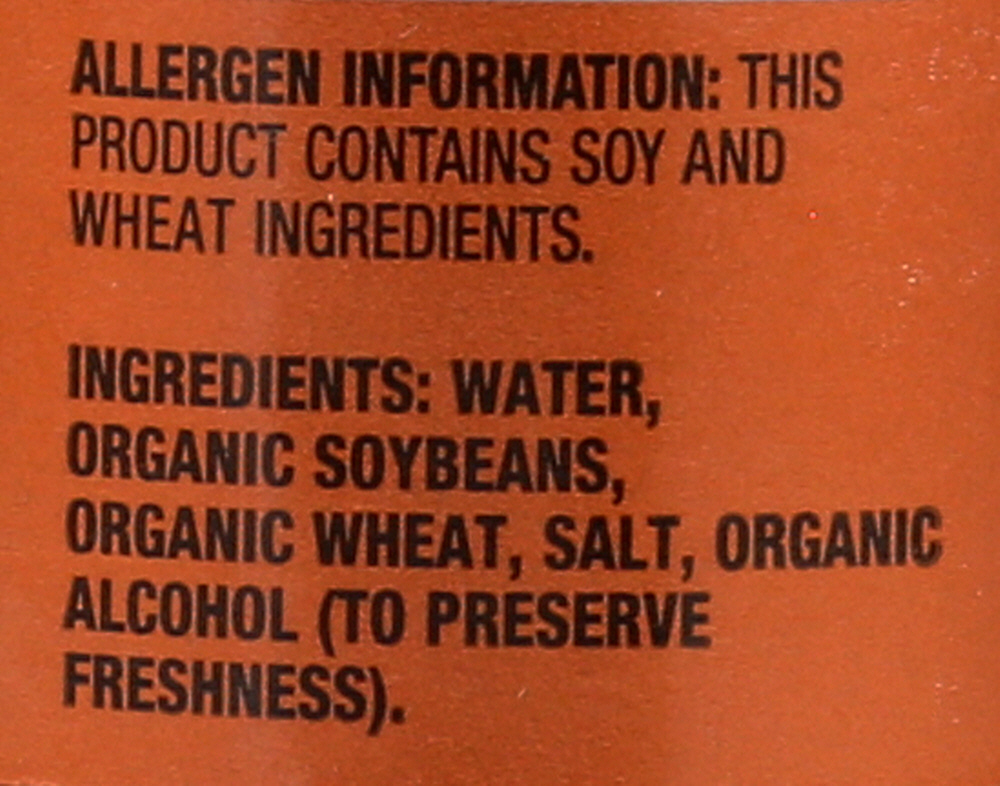 ALLERGEN INFORMATION: THIS
PRODUCT CONTAINS SOY AND
WHEAT INGREDIENTS.
INGREDIENTS: WATER,
ORGANIC SOYBEANS,
ORGANIC WHEAT, SALT, ORGANIC
ALCOHOL (TO PRESERVE
FRESHNESS).